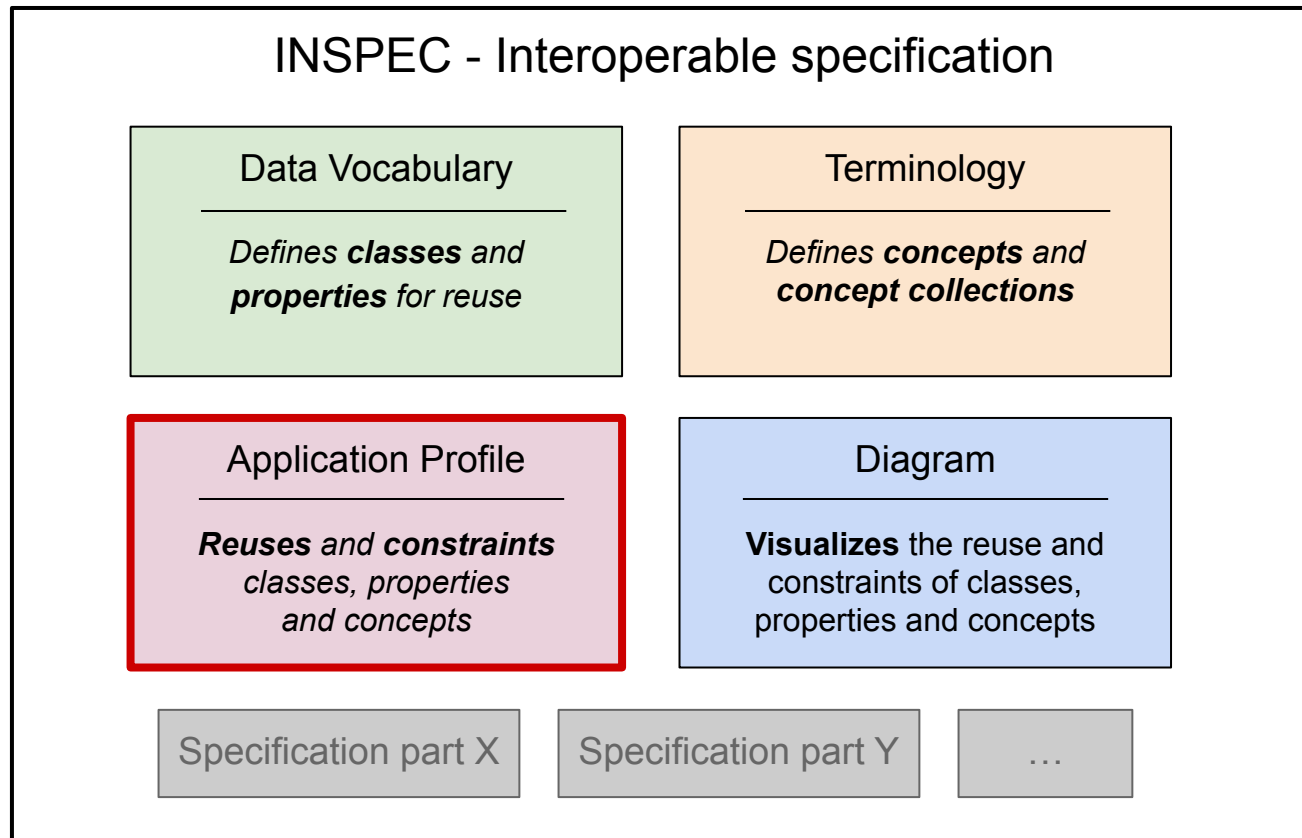 INSPEC - Interoperable specification
Data Vocabulary
Defines classes and
properties for reuse
Terminology
Defines concepts and
concept collections
Application Profile
Reuses and constraints
classes, properties
and concepts
Diagram
Visualizes the reuse and
constraints of classes,
properties and concepts
Specification part X
Specification part Y
…